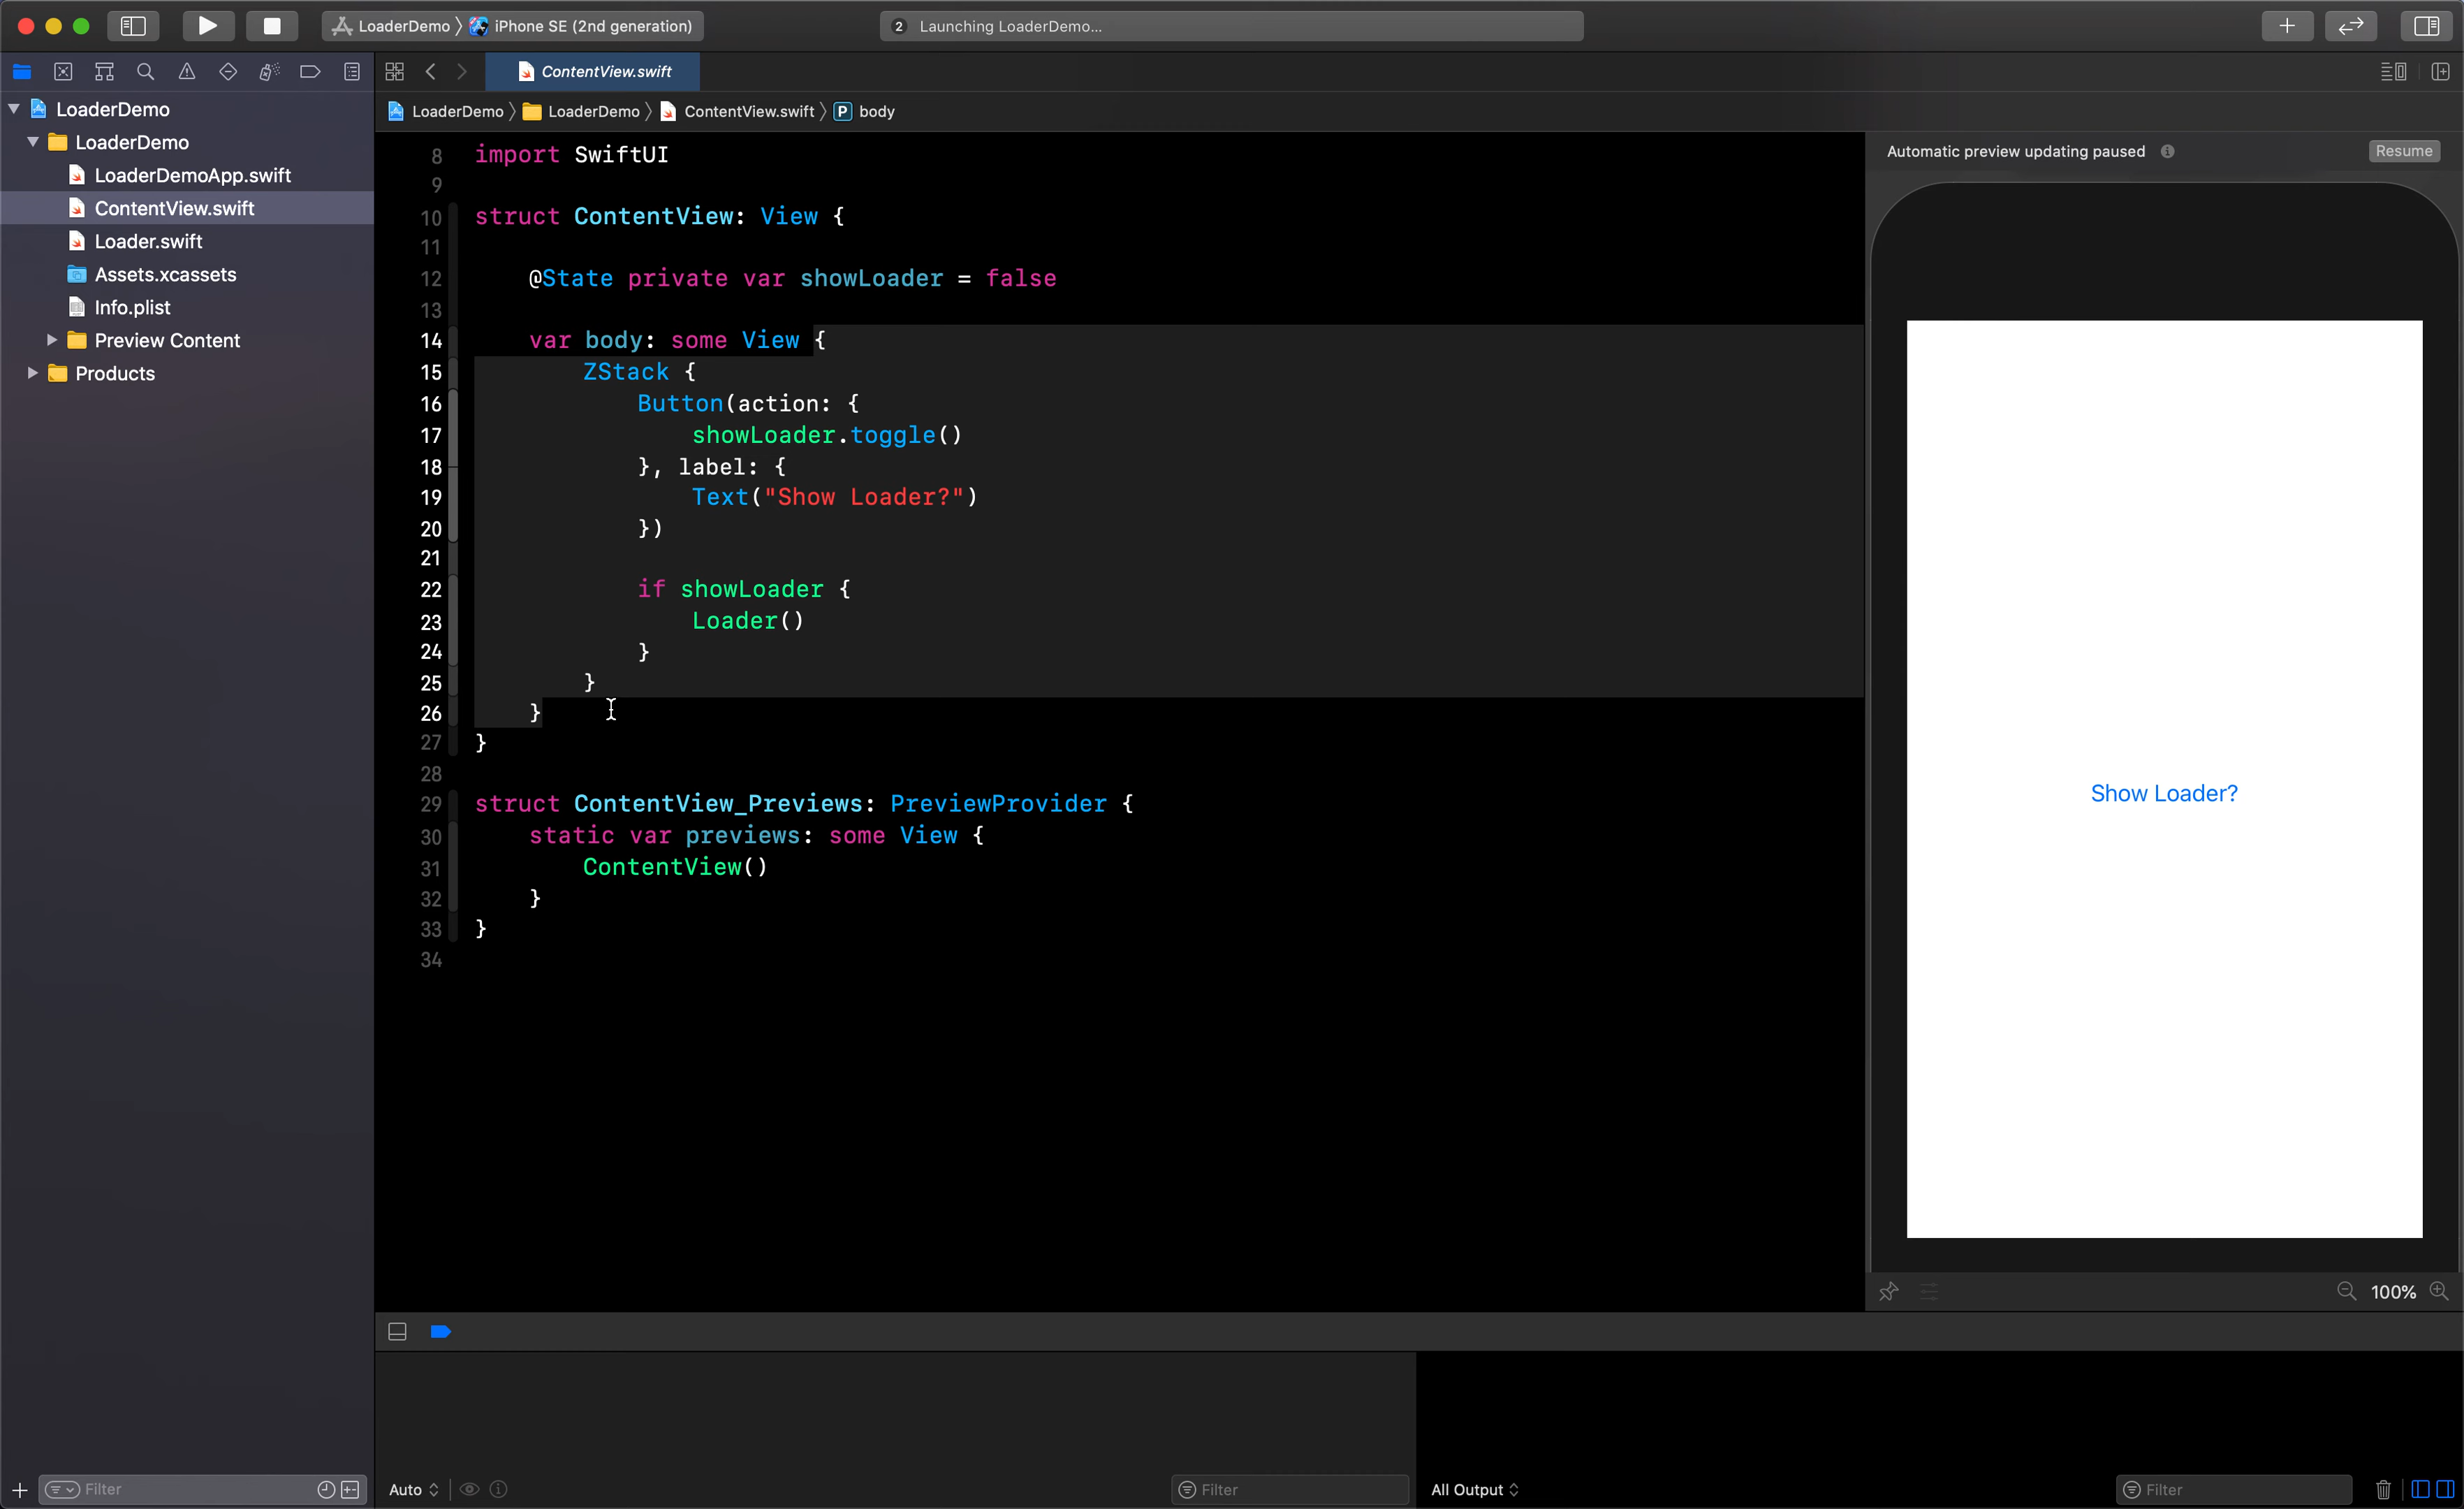 LoaderDemo 〉 iPhone SE (2nd generation)
2 Launching LoaderDemo...
ContentView.swift
LoaderDemo 〉 LoaderDemo 〉 ContentView.swift 〉 P body
LoaderDemo
LoaderDemo
LoaderDemoApp.swift
ContentView.swift
Loader.swift
Assets.xcassets
Info.plist
Preview Content
Products
8 import SwiftUI
9
10 struct ContentView: View {
11
12 @State private var showLoader = false
13
14 var body: some View {
15 ZStack {
16 Button(action: {
17 showLoader.toggle()
18 }, label: {
19 Text("Show Loader?")
20 })
21
22 if showLoader {
23 Loader()
24 }
25 }
26 }
27 }
28
29 struct ContentView_Previews: PreviewProvider {
30 static var previews: some View {
31 ContentView()
32 }
33 }
34
Automatic preview updating paused
Resume
Show Loader?
100%
Filter
Auto
Filter
All Output
Filter